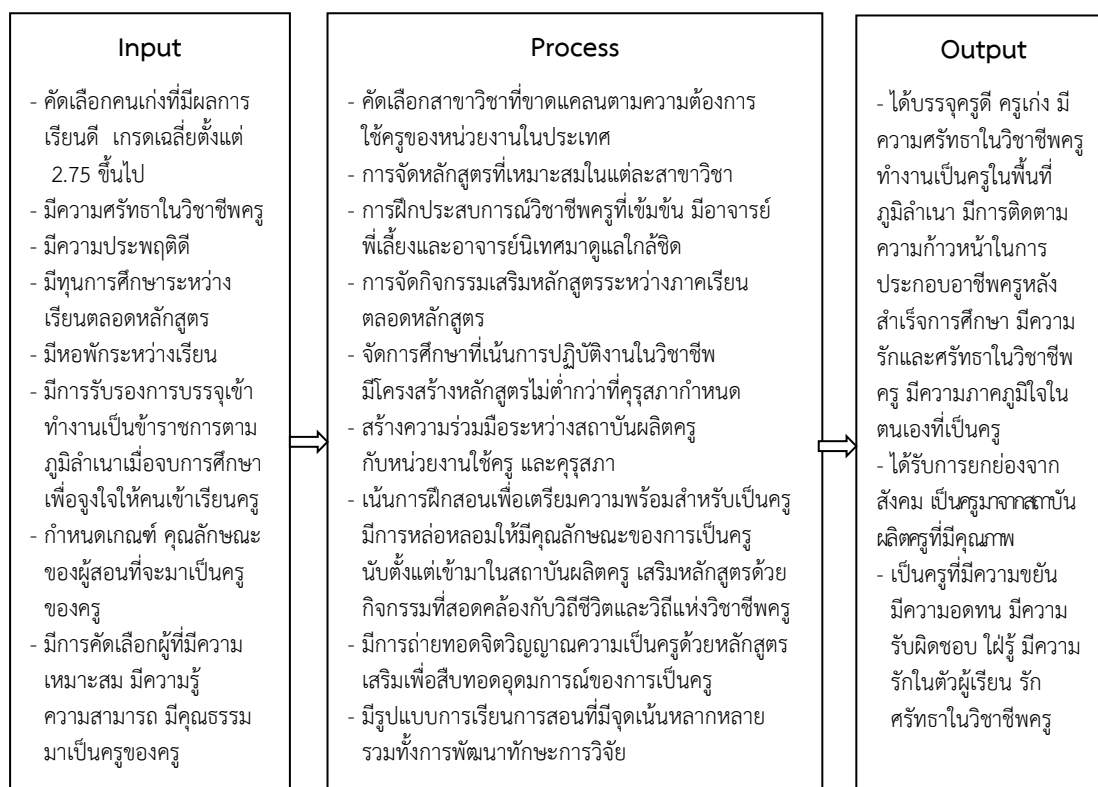 Input
- คัดเลือกคนเก่งที่มีผลการ
เรียนดี เกรดเฉลี่ยตั้งแต่
2.75 ขึ้นไป
- มีความศรัทธาในวิชาชีพครู
- มีความประพฤติดี
- มีทุนการศึกษาระหว่าง
เรียนตลอดหลักสูตร
- มีหอพักระหว่างเรียน
- มีการรับรองการบรรจุเข้า
ทำงานเป็นข้าราชการตาม
ภูมิลำเนาเมื่อจบการศึกษา
เพื่อจูงใจให้คนเข้าเรียนครู
- กำหนดเกณฑ์ คุณลักษณะ
ของผู้สอนที่จะมาเป็นครู
ของครู
- มีการคัดเลือกผู้ที่มีความ
เหมาะสม มีความรู้
ความสามารถ มีคุณธรรม
มาเป็นครูของครู
Process
- คัดเลือกสาขาวิชาที่ขาดแคลนตามความต้องการ
ใช้ครูของหน่วยงานในประเทศ
- การจัดหลักสูตรที่เหมาะสมในแต่ละสาขาวิชา
- การฝึกประสบการณ์วิชาชีพครูที่เข้มข้น มีอาจารย์
พี่เลี้ยงและอาจารย์นิเทศมาดูแลใกล้ชิด
- การจัดกิจกรรมเสริมหลักสูตรระหว่างภาคเรียน
ตลอดหลักสูตร
- จัดการศึกษาที่เน้นการปฏิบัติงานในวิชาชีพ
มีโครงสร้างหลักสูตรไม่ต่ำกว่าที่คุรุสภากำหนด
- สร้างความร่วมมือระหว่างสถาบันผลิตครู
กับหน่วยงานใช้ครู และคุรุสภา
- เน้นการฝึกสอนเพื่อเตรียมความพร้อมสำหรับเป็นครู
มีการหล่อหลอมให้มีคุณลักษณะของการเป็นครู
นับตั้งแต่เข้ามาในสถาบันผลิตครู เสริมหลักสูตรด้วย
กิจกรรมที่สอดคล้องกับวิถีชีวิตและวิถีแห่งวิชาชีพครู
- มีการถ่ายทอดจิตวิญญาณความเป็นครูด้วยหลักสูตร
เสริมเพื่อสืบทอดอุดมการณ์ของการเป็นครู
- มีรูปแบบการเรียนการสอนที่มีจุดเน้นหลากหลาย
รวมทั้งการพัฒนาทักษะการวิจัย
Output
- ได้บรรจุครูดี ครูเก่ง มี
ความศรัทธาในวิชาชีพครู
ทำงานเป็นครูในพื้นที่
ภูมิลำเนา มีการติดตาม
ความก้าวหน้าในการ
ประกอบอาชีพครูหลัง
สำเร็จการศึกษา มีความ
รักและศรัทธาในวิชาชีพ
ครู มีความภาคภูมิใจใน
ตนเองที่เป็นครู
- ได้รับการยกย่องจาก
สังคม เป็นครูมาจากสถาบัน
ผลิตครูที่มีคุณภาพ
- เป็นครูที่มีความขยัน
มีความอดทน มีความ
รับผิดชอบ ใฝ่รู้ มีความ
รักในตัวผู้เรียน รัก
ศรัทธาในวิชาชีพครู